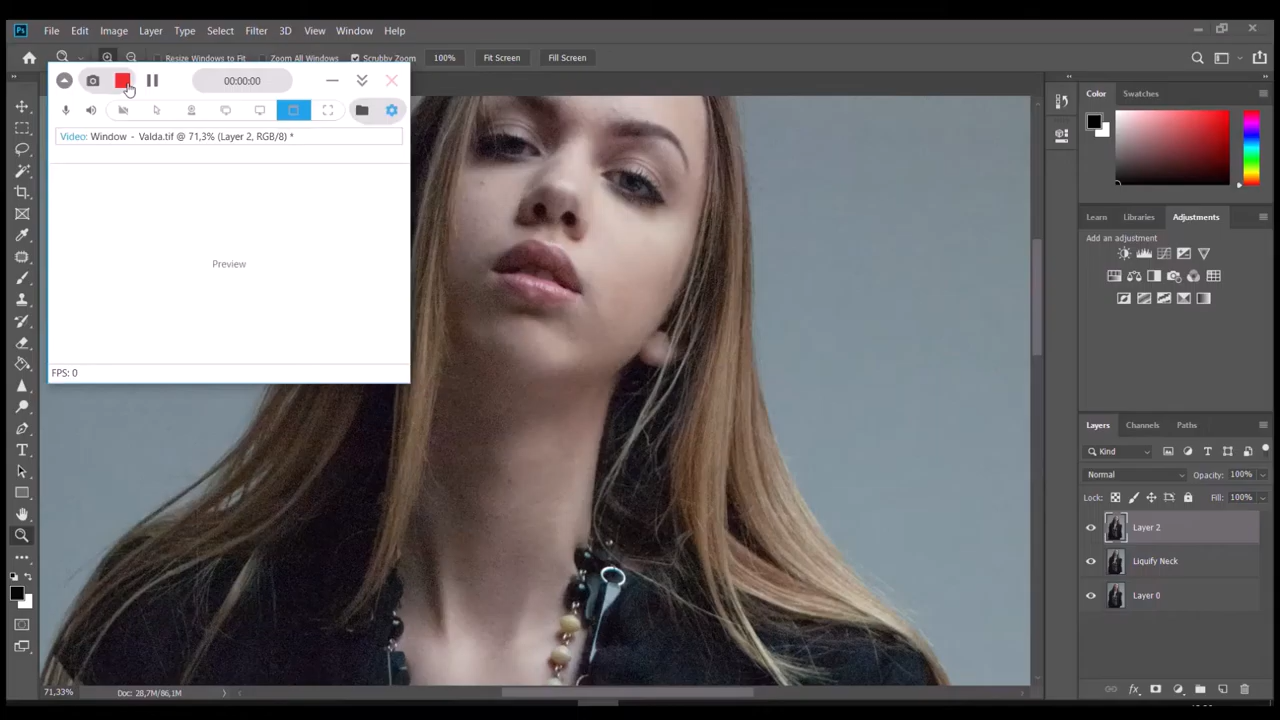 Ps File Edit Image Layer Type Select Filter 3D View Window Help
Resize Windows to Fit Zoom All Windows Scrubby Zoom 100% Fit Screen Fill Screen
00:00:00
Video: Window - Valda.tif @ 71,3% (Layer 2, RGB/8) *
Preview
FPS: 0
Color Swatches
Learn Libraries Adjustments
Add an adjustment
Layers Channels Paths
Kind
Normal Opacity: 100%
Lock: Fill: 100%
Layer 2
Liquify Neck
Layer 0
71,33% Doc: 28,7M/86,1M